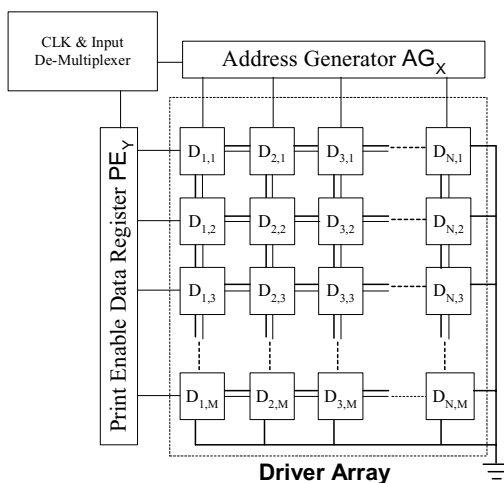 CLK & Input
De-Multiplexer
Address Generator AG_X
Print Enable Data Register PE_Y
D_1,1 D_2,1 D_3,1 D_N,1
D_1,2 D_2,2 D_3,2 D_N,2
D_1,3 D_2,3 D_3,3 D_N,3
D_1,M D_2,M D_3,M D_N,M
Driver Array